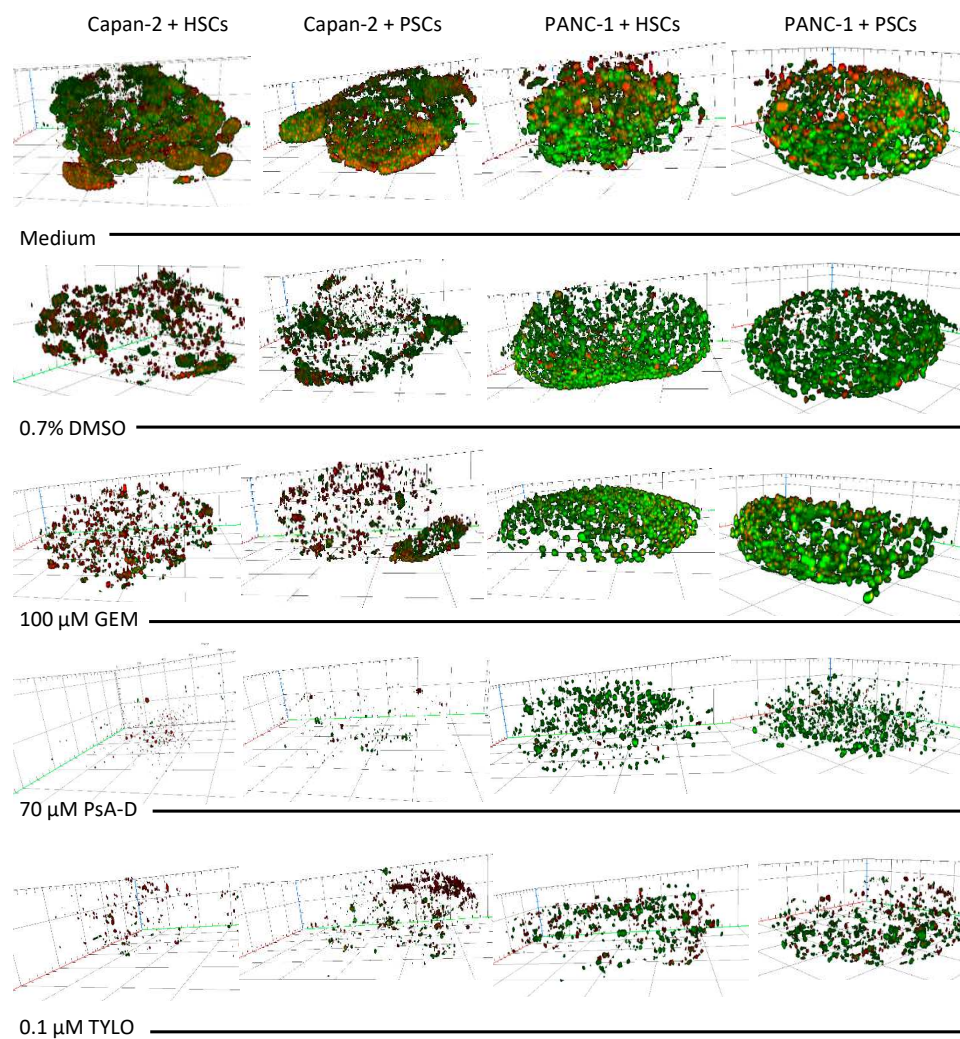 Capan-2 + HSCs Capan-2 + PSCs PANC-1 + HSCs PANC-1 + PSCs
Medium
0.7% DMSO
100 µM GEM
70 µM PsA-D
0.1 µM TYLO